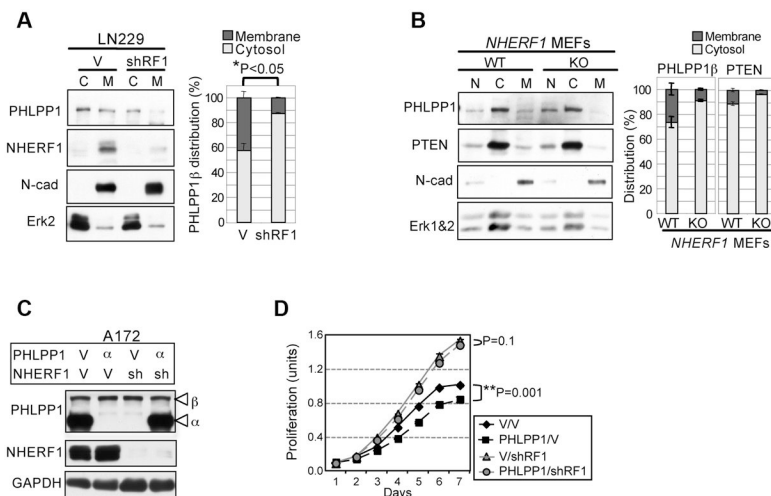 A
LN229
V shRF1
C M C M
PHLPP1
NHERF1
N-cad
Erk2
Membrane
Cytosol
*P<0.05
PHLPP1β distribution (%)
100
80
60
40
20
0
V shRF1
B
NHERF1 MEFs
WT KO
N C M N C M
PHLPP1
PTEN
N-cad
Erk1&2
Membrane
Cytosol
PHLPP1β PTEN
Distribution (%)
100
80
60
40
20
0
WT KO WT KO
NHERF1 MEFs
C
A172
PHLPP1 V α V α
NHERF1 V V sh sh
PHLPP1
β
α
NHERF1
GAPDH
D
Proliferation (units)
1.6
1.2
0.8
0.4
0.0
1 2 3 4 5 6 7
Days
P=0.1
**P=0.001
V/V
PHLPP1/V
V/shRF1
PHLPP1/shRF1